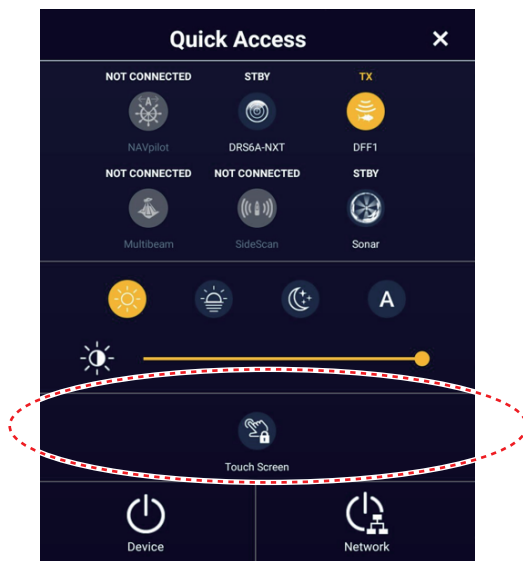 Quick Access
NOT CONNECTED STBY TX
A
NAVpilot DRS6A-NXT DFF1
NOT CONNECTED NOT CONNECTED STBY
Multibeam SideScan Sonar
A
Touch Screen
Device Network